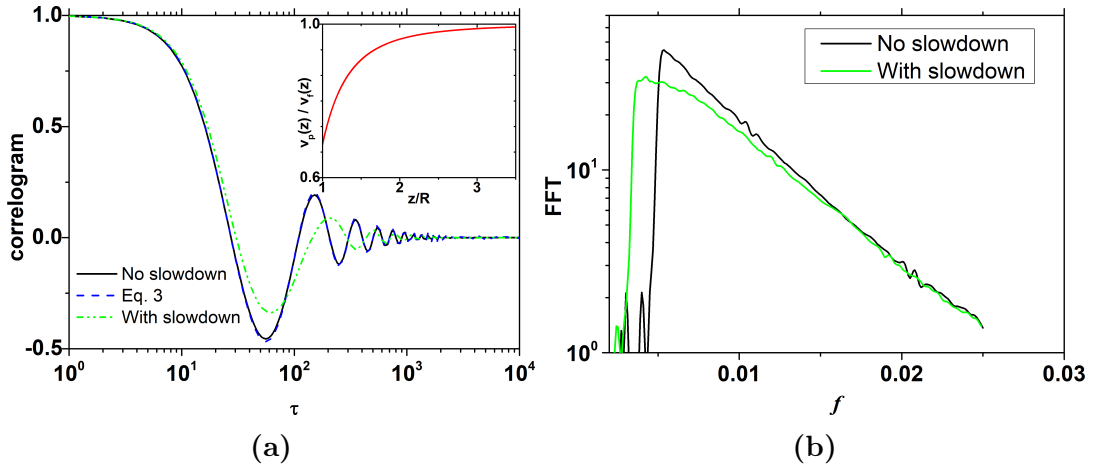 1.0
0.5
0.0
-0.5
correlogram
10^0
10^1
10^2
10^3
10^4
τ
No slowdown
Eq. 3
With slowdown
1.0
0.6
v_p(z) / v_f(z)
1
2
3
z/R
(a)
10^1
10^0
FFT
0.01
0.02
0.03
f
No slowdown
With slowdown
(b)